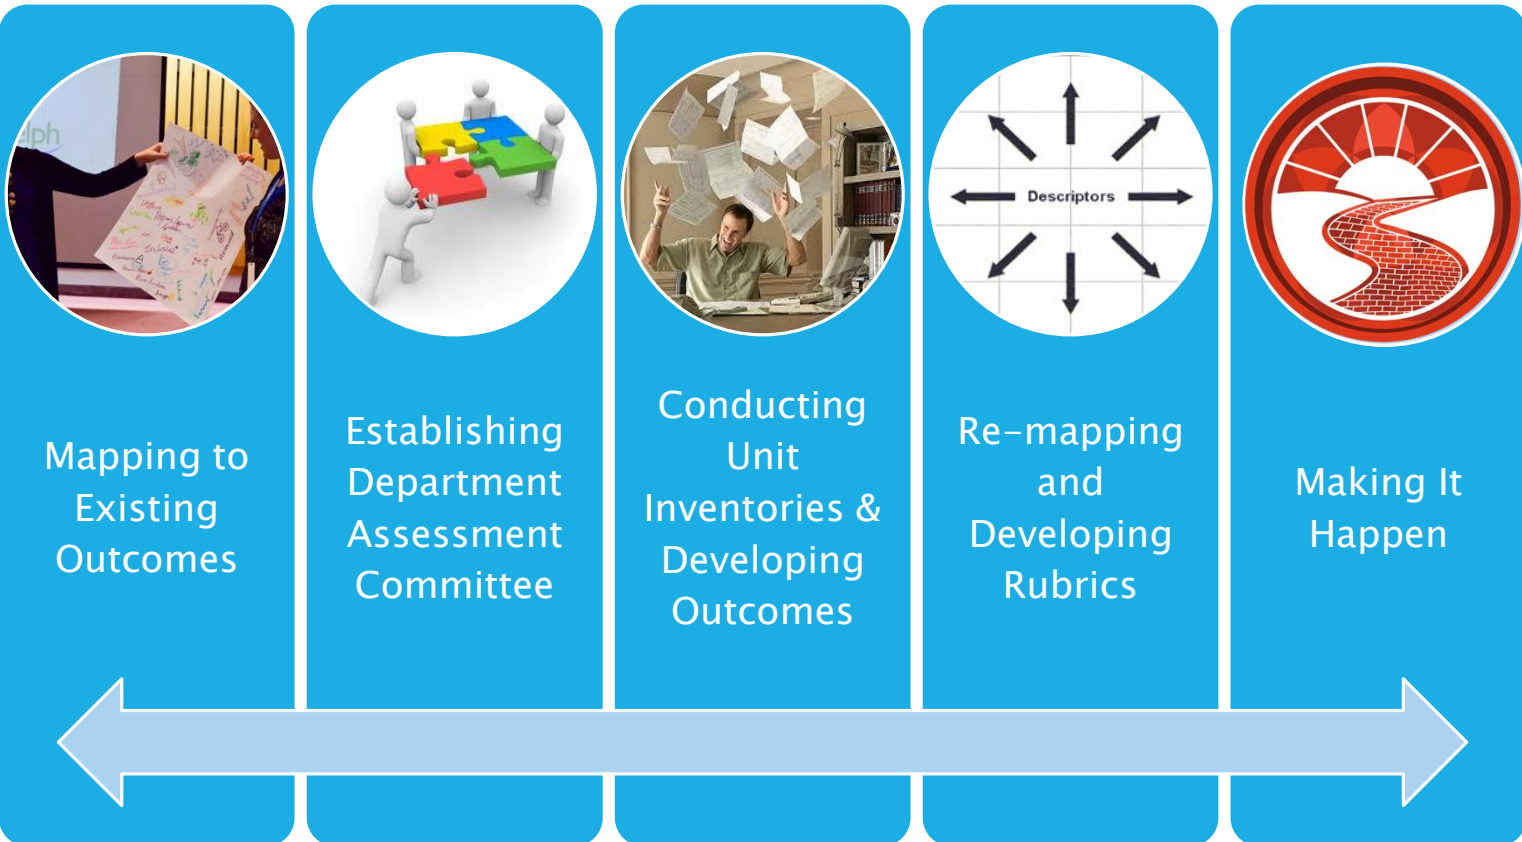 elph
Descriptors
Mapping to
Existing
Outcomes
Establishing
Department
Assessment
Committee
Conducting
Unit
Inventories &
Developing
Outcomes
Re-mapping
and
Developing
Rubrics
Making It
Happen